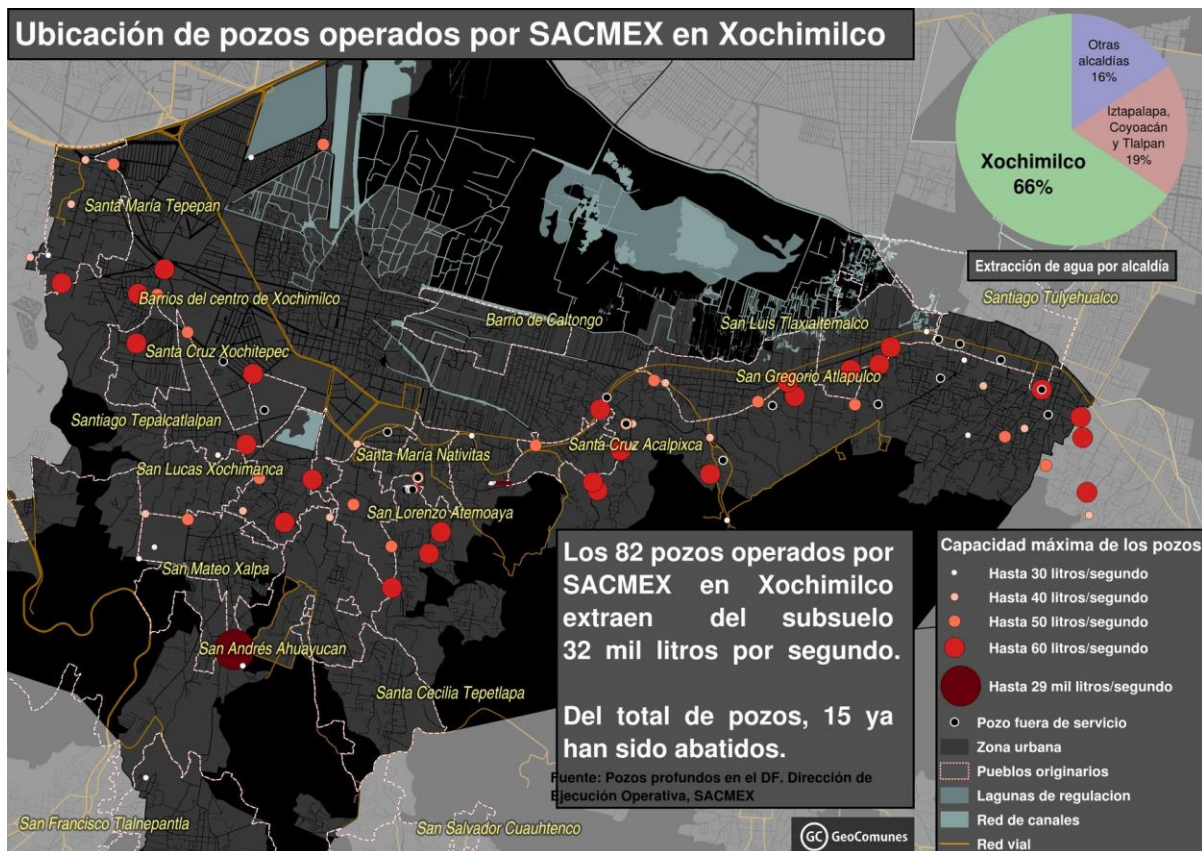 Ubicación de pozos operados por SACMEX en Xochimilco
Otras
alcaldías
16%
Iztapalapa,
Coyoacán
y Tlalpan
19%
Xochimilco
66%
Extracción de agua por alcaldía
Santa María Tepepan
Santiago Tulyehualco
Barrios del centro de Xochimilco
Barrio de Caltongo
San Luis Tlaxialtemalco
Santa Cruz Xochitepec
San Gregorio Atlapulco
Santiago Tepalcatlalpan
Santa Cruz Acalpixca
Santa María Nativitas
San Lucas Xochimanca
San Lorenzo Atemoaya
San Mateo Xalpa
San Andrés Ahuayucan
Santa Cecilia Tepetlapa
San Francisco Tlalnepantla
San Salvador Cuauhtenco
Los 82 pozos operados por
SACMEX en Xochimilco
extraen del subsuelo
32 mil litros por segundo.
Del total de pozos, 15 ya
han sido abatidos.
Fuente: Pozos profundos en el DF. Dirección de
Ejecución Operativa, SACMEX
GC GeoComunes
Capacidad máxima de los pozos
Hasta 30 litros/segundo
Hasta 40 litros/segundo
Hasta 50 litros/segundo
Hasta 60 litros/segundo
Hasta 29 mil litros/segundo
Pozo fuera de servicio
Zona urbana
Pueblos originarios
Lagunas de regulacion
Red de canales
Red vial